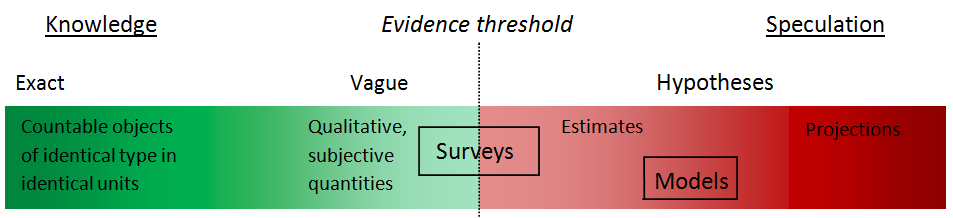 Knowledge
Evidence threshold
Speculation
Exact
Vague
Hypotheses
Countable objects
of identical type in
identical units
Qualitative,
subjective
quantities
Surveys
Estimates
Models
Projections